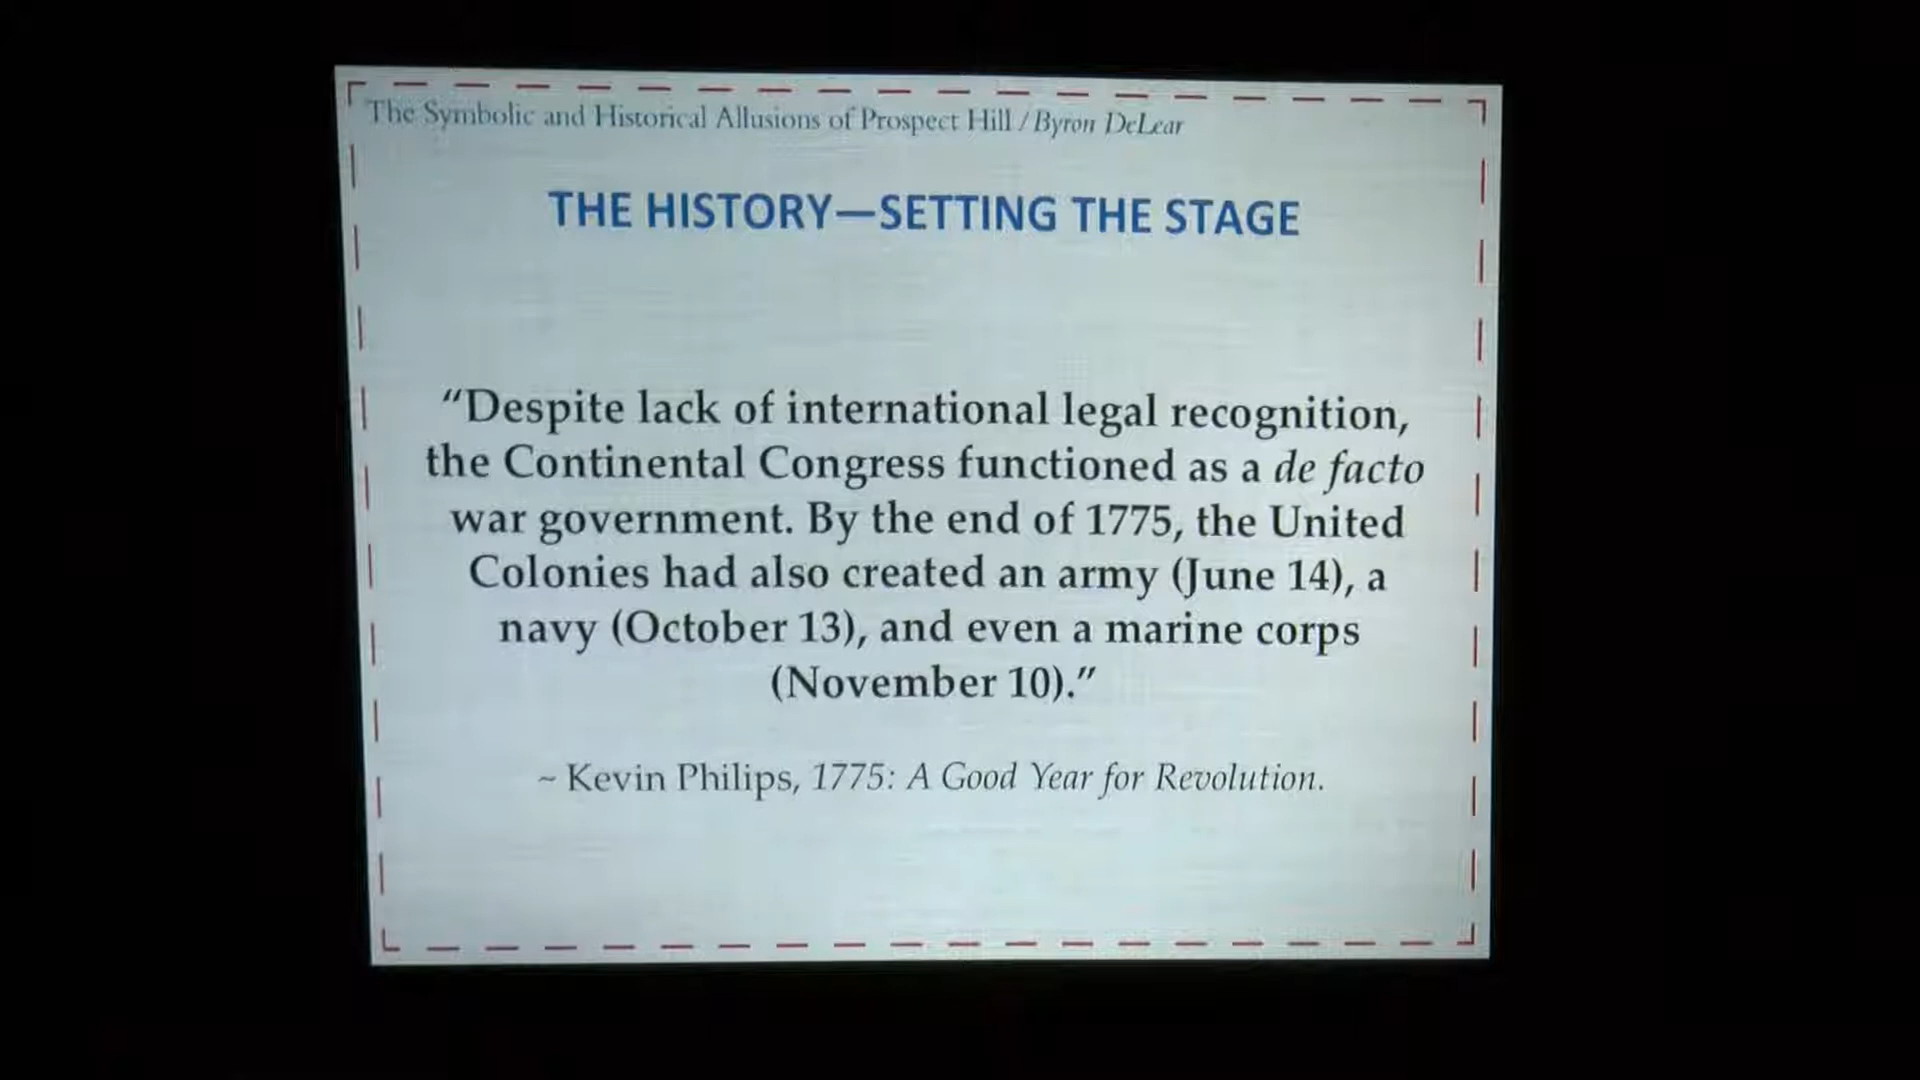 The Symbolic and Historical Allusions of Prospect Hill / Byron DeLear
THE HISTORY—SETTING THE STAGE
“Despite lack of international legal recognition,
the Continental Congress functioned as a de facto
war government. By the end of 1775, the United
Colonies had also created an army (June 14), a
navy (October 13), and even a marine corps
(November 10).”
~ Kevin Philips, 1775: A Good Year for Revolution.